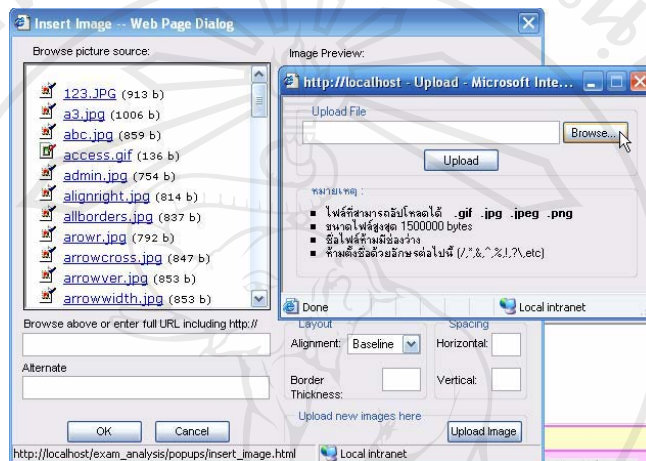 Insert Image -- Web Page Dialog
Browse picture source:
Image Preview:
123.JPG (913 b)
a3.jpg (1006 b)
abc.jpg (859 b)
access.gif (136 b)
admin.jpg (754 b)
alignright.jpg (814 b)
allborders.jpg (837 b)
arowr.jpg (792 b)
arrowcross.jpg (847 b)
arrowver.jpg (853 b)
arrowwidth.jpg (853 b)
http://localhost - Upload - Microsoft Inte...
Upload File
Browse...
Upload
หมายเหตุ :
ไฟล์ที่สามารถอัปโหลดได้ .gif .jpg .jpeg .png
ขนาดไฟล์สูงสุด 1500000 bytes
ชื่อไฟล์ห้ามมีช่องว่าง
ห้ามตั้งชื่อด้วยอักษรต่อไปนี้ (/,*,&,^,%,!,?\,etc)
Done
Local intranet
Browse above or enter full URL including http://
Alternate
Layout
Alignment: Baseline
Border Thickness:
Spacing
Horizontal:
Vertical:
Upload new images here
OK
Cancel
Upload Image
http://localhost/exam_analysis/popups/insert_image.html
Local intranet